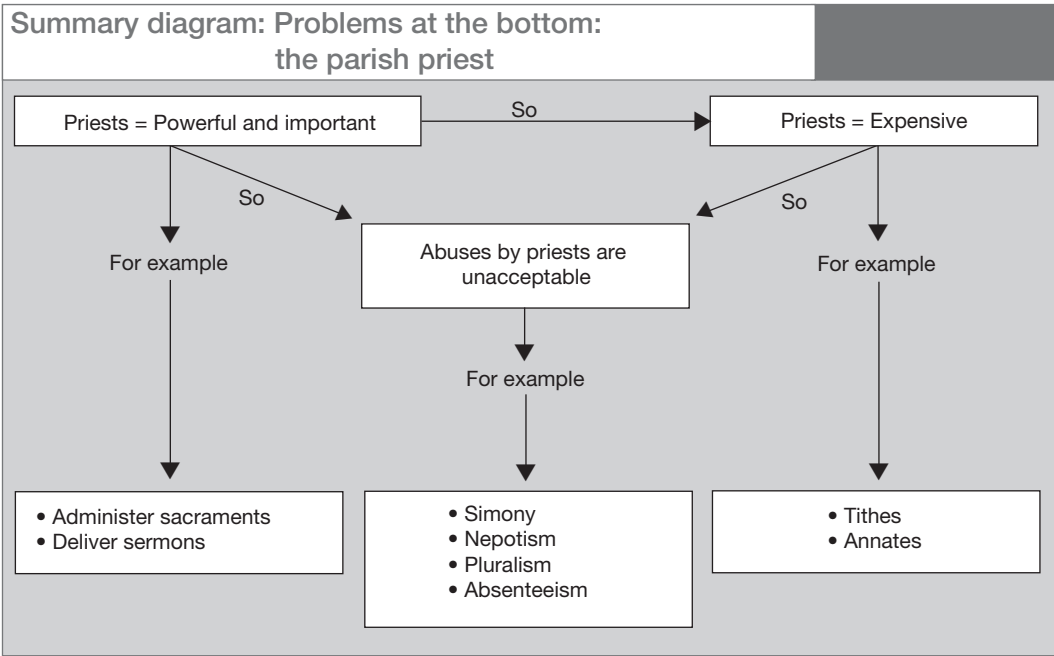 Summary diagram: Problems at the bottom:
the parish priest
Priests = Powerful and important
So
Priests = Expensive
So
So
For example
Abuses by priests are
unacceptable
For example
For example
• Administer sacraments
• Deliver sermons
• Simony
• Nepotism
• Pluralism
• Absenteeism
• Tithes
• Annates